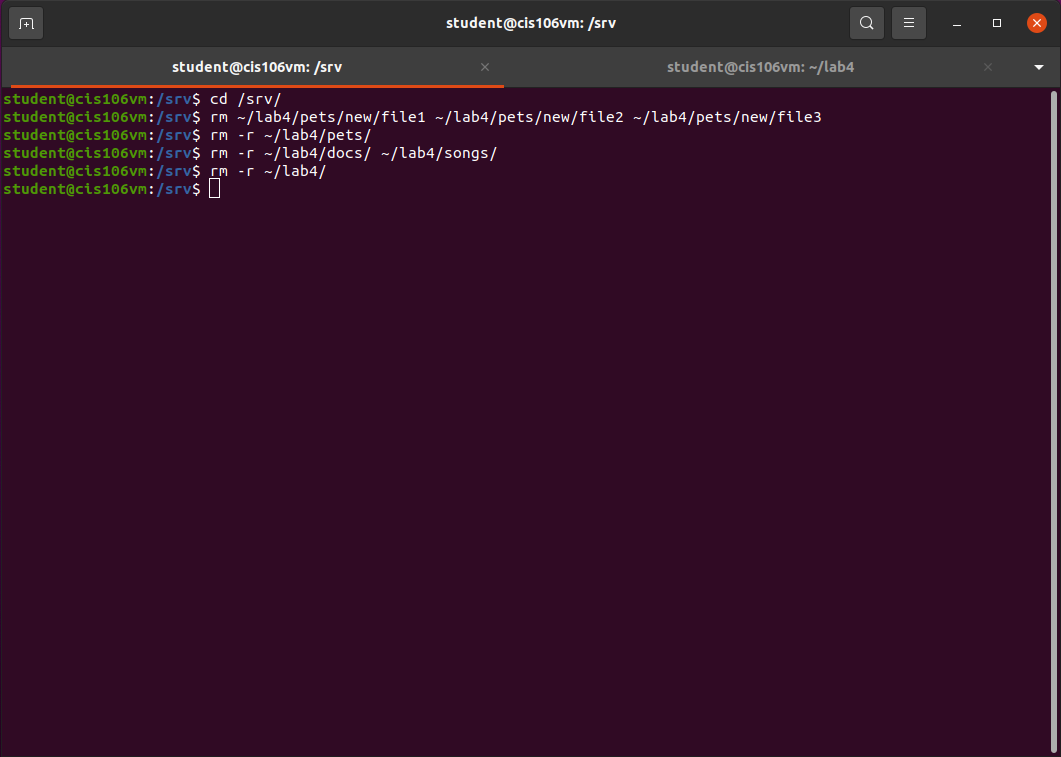 student@cis106vm: /srv
student@cis106vm: /srv
student@cis106vm: ~/lab4
student@cis106vm:/srv$ cd /srv/
student@cis106vm:/srv$ rm ~/lab4/pets/new/file1 ~/lab4/pets/new/file2 ~/lab4/pets/new/file3
student@cis106vm:/srv$ rm -r ~/lab4/pets/
student@cis106vm:/srv$ rm -r ~/lab4/docs/ ~/lab4/songs/
student@cis106vm:/srv$ rm -r ~/lab4/
student@cis106vm:/srv$